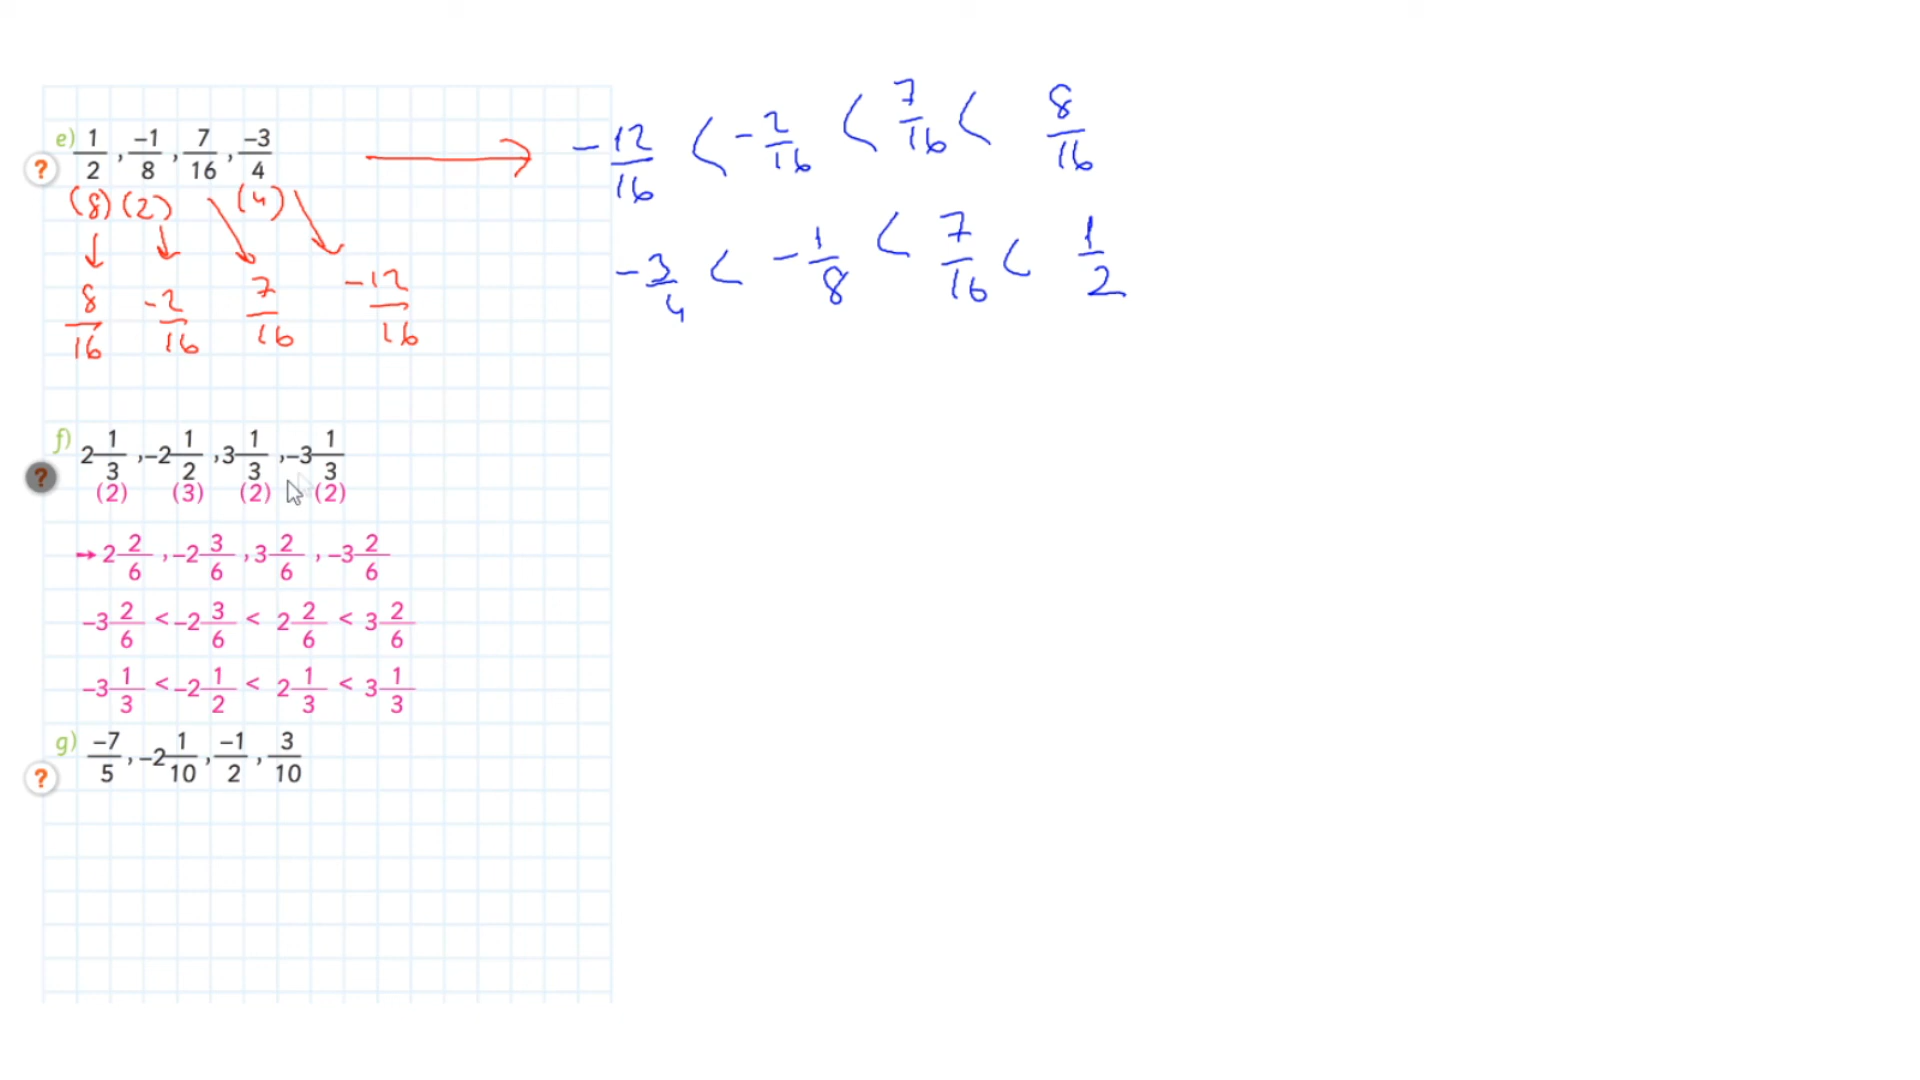 e) 1/2 , -1/8 , 7/16 , -3/4
?
(8) (2) (4)
8/16 -2/16 7/16 -12/16
-12/16 < -2/16 < 7/16 < 8/16
-3/4 < -1/8 < 7/16 < 1/2
f) 2 1/3 , -2 1/2 , 3 1/3 , -3 1/3
?
(2) (3) (2) (2)
→ 2 2/6 , -2 3/6 , 3 2/6 , -3 2/6
-3 2/6 < -2 3/6 < 2 2/6 < 3 2/6
-3 1/3 < -2 1/2 < 2 1/3 < 3 1/3
g) -7/5 , -2 1/10 , -1/2 , 3/10
?